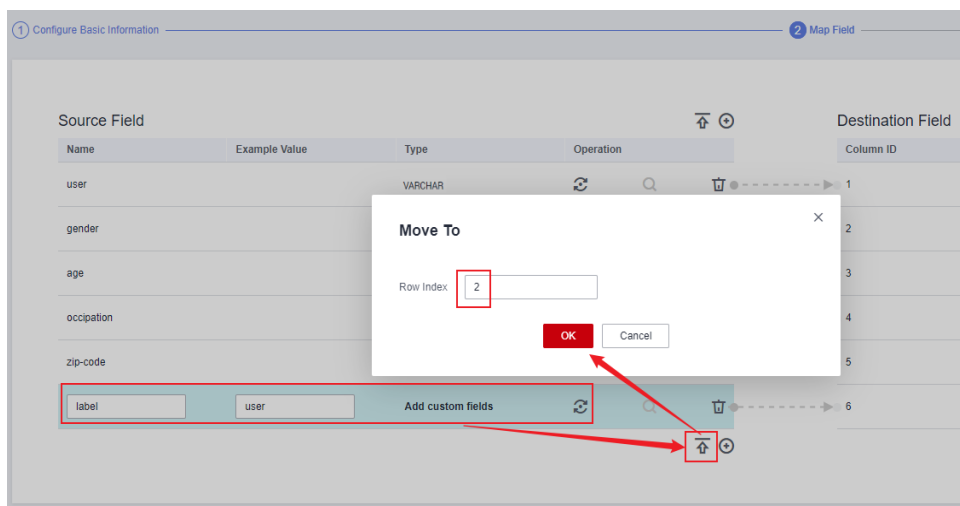 1 Configure Basic Information
2 Map Field
Source Field
Destination Field
Name Example Value Type Operation
Column ID
user VARCHAR 1
gender 2
age 3
occipation 4
zip-code 5
label user Add custom fields 6
Move To
Row Index 2
OK Cancel